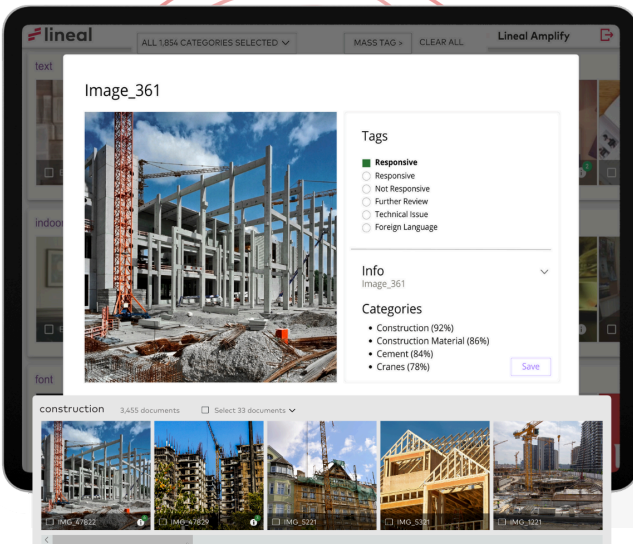 lineal
ALL 1,854 CATEGORIES SELECTED
MASS TAG >
CLEAR ALL
Lineal Amplify
text
Image_361
Tags
Responsive
Responsive
Not Responsive
Further Review
Technical Issue
Foreign Language
indoor
Info
Image_361
Categories
• Construction (92%)
• Construction Material (86%)
• Cement (84%)
• Cranes (78%)
Save
font
construction
3,455 documents
Select 33 documents
IMG_47822
IMG_47829
IMG_5221
IMG_5321
IMG_1221